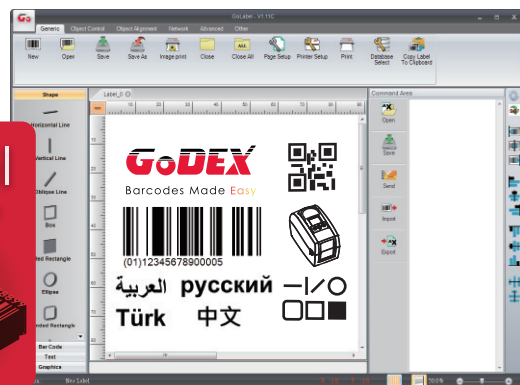 Go
GoLabel - V1.11C
Generic Object Control Object Alignment Network Advanced Other
New Open Save Save As Image print Close Close All Page Setup Printer Setup Print Database Select Copy Label To Clipboard
Shape
Label_0
Command Area
Horizontal Line
Vertical Line
Oblique Line
Box
Ellipse
Bar Code
Text
Graphics
GoDEX
Barcodes Made Easy
(01)12345678900005
العربية русский
Türk 中文
Open
Save
Send
Import
Export
New Label